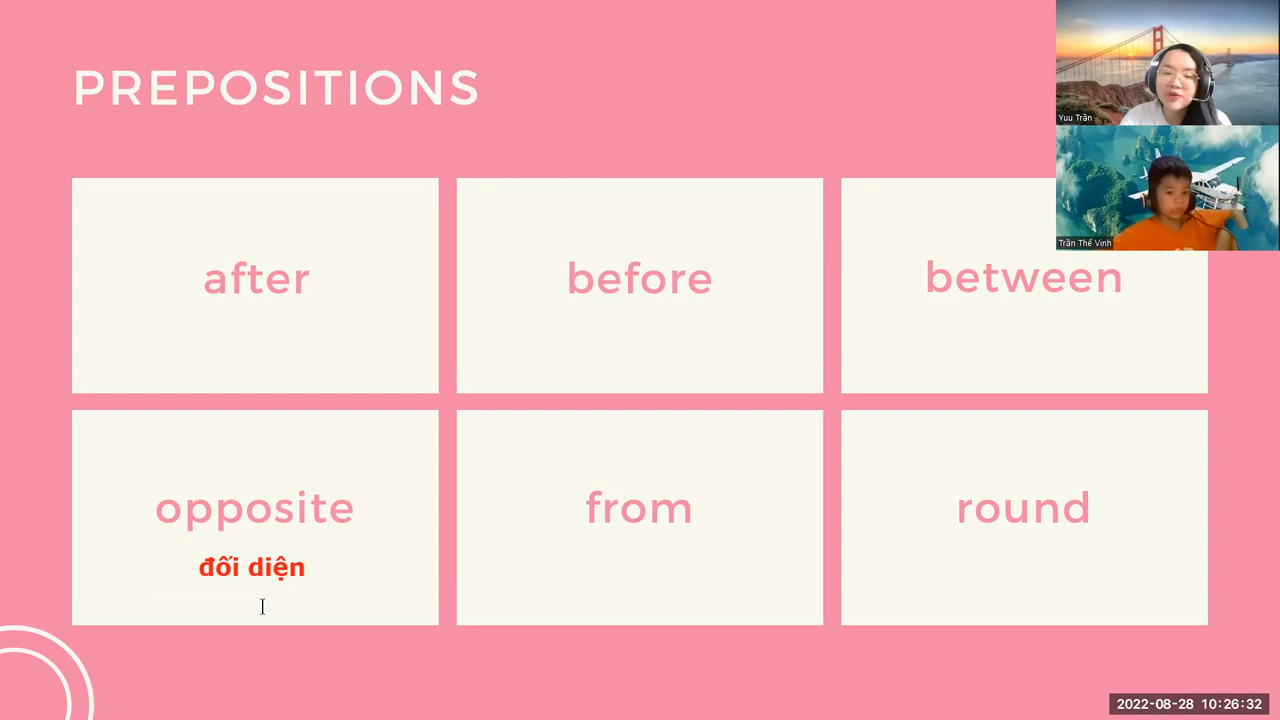 PREPOSITIONS
Yuu Trần
Trần Thế Vinh
after
before
between
opposite
from
round
đối diện
2022-08-28 10:26:32